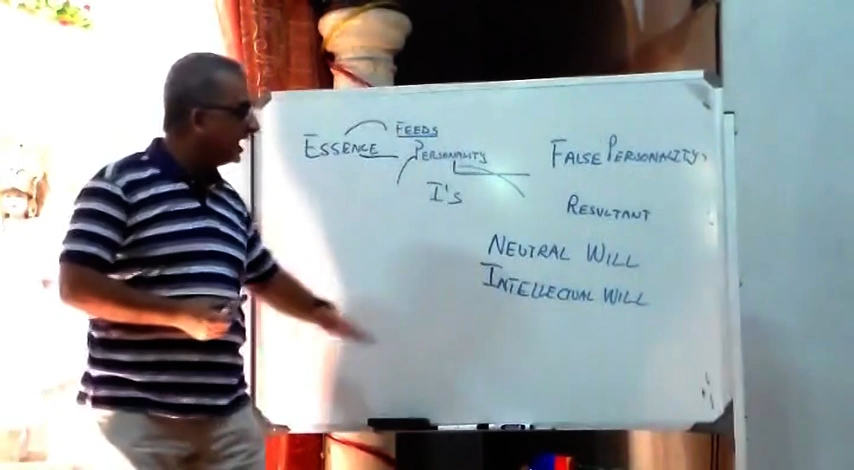 FEEDS
ESSENCE PERSONALITY FALSE PERSONALITY
I's
RESULTANT
NEUTRAL WILL
INTELLECTUAL WILL